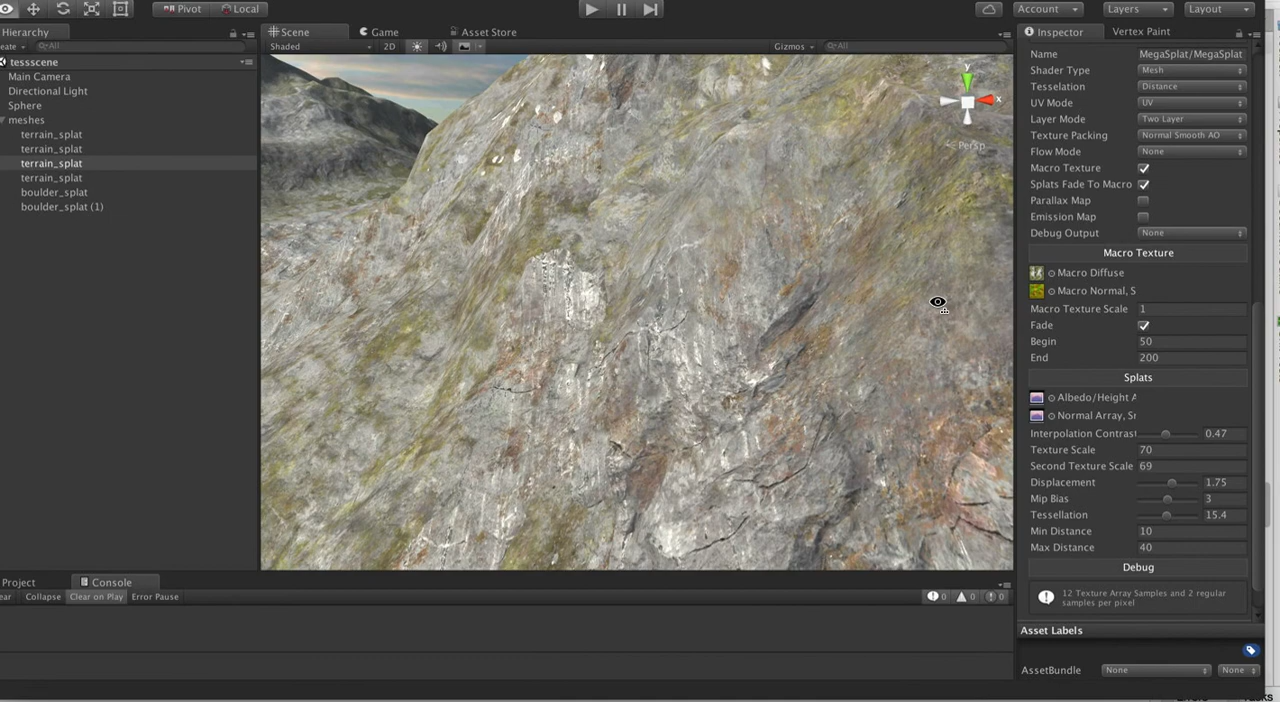 Pivot Local Account Layers Layout
Hierarchy Scene Game Asset Store Inspector Vertex Paint
eate All Shaded 2D Gizmos All
tessscene
Main Camera
Directional Light
Sphere
meshes
terrain_splat
terrain_splat
terrain_splat
terrain_splat
boulder_splat
boulder_splat (1)
y
x
Persp
Name MegaSplat/MegaSplat
Shader Type Mesh
Tesselation Distance
UV Mode UV
Layer Mode Two Layer
Texture Packing Normal Smooth AO
Flow Mode None
Macro Texture
Splats Fade To Macro
Parallax Map
Emission Map
Debug Output None
Macro Texture
Macro Diffuse
Macro Normal, S
Macro Texture Scale 1
Fade
Begin 50
End 200
Splats
Albedo/Height A
Normal Array, Sr
Interpolation Contrast 0.47
Texture Scale 70
Second Texture Scale 69
Displacement 1.75
Mip Bias 3
Tessellation 15.4
Min Distance 10
Max Distance 40
Debug
12 Texture Array Samples and 2 regular
samples per pixel
Asset Labels
AssetBundle None None
Project Console
ear Collapse Clear on Play Error Pause 0 0 0